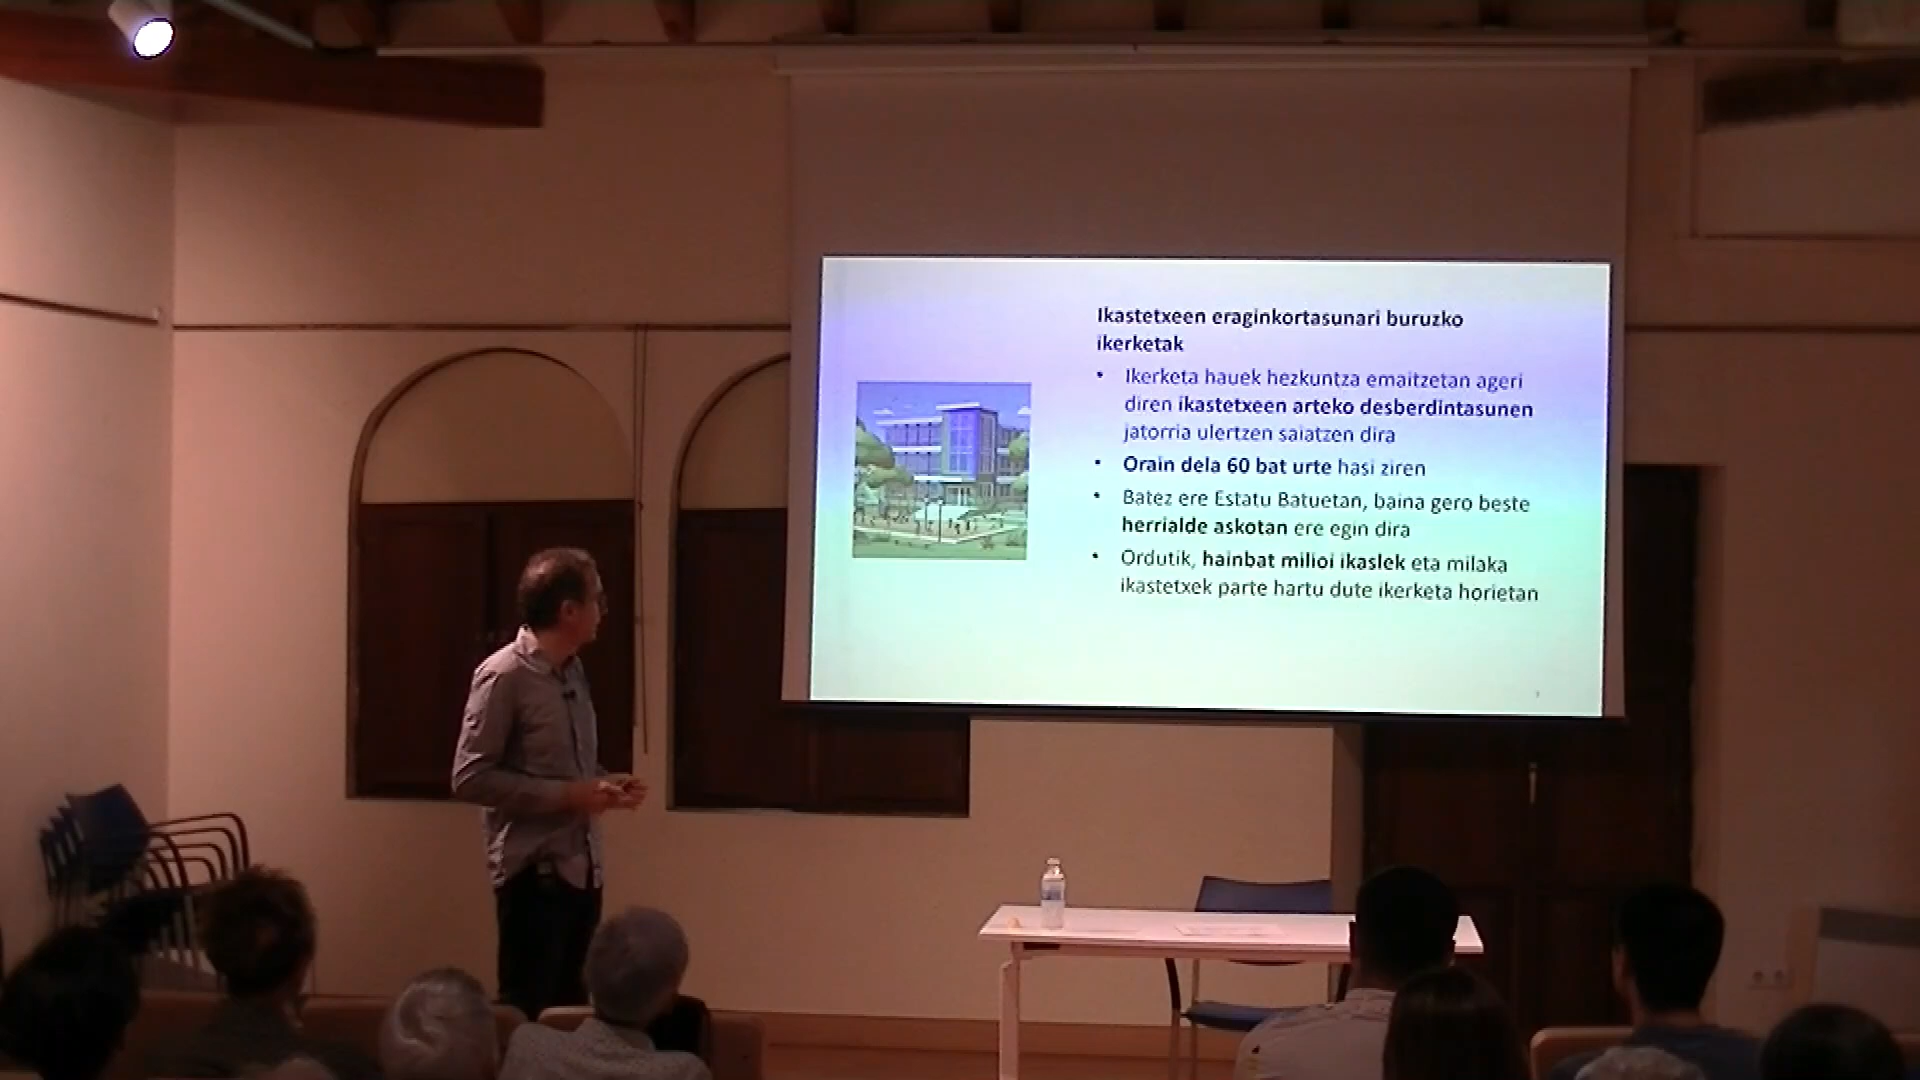 Ikastetxeen eraginkortasunari buruzko
ikerketak
• Ikerketa hauek hezkuntza emaitzetan ageri
diren ikastetxeen arteko desberdintasunen
jatorria ulertzen saiatzen dira
• Orain dela 60 bat urte hasi ziren
• Batez ere Estatu Batuetan, baina gero beste
herrialde askotan ere egin dira
• Ordutik, hainbat milioi ikaslek eta milaka
ikastetxek parte hartu dute ikerketa horietan